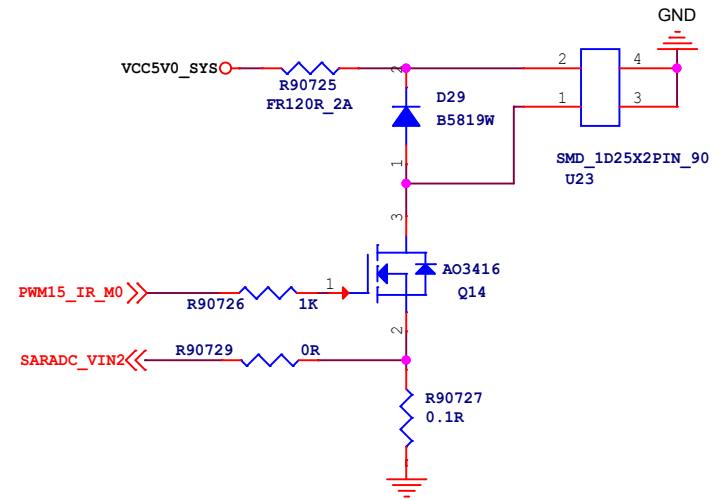 GND
VCC5V0_SYS
R90725
FR120R_2A
2
D29
B5819W
1
2
4
1
3
SMD_1D25X2PIN_90
U23
3
AO3416
Q14
PWM15_IR_M0
R90726
1K
1
2
SARADC_VIN2
R90729
0R
R90727
0.1R